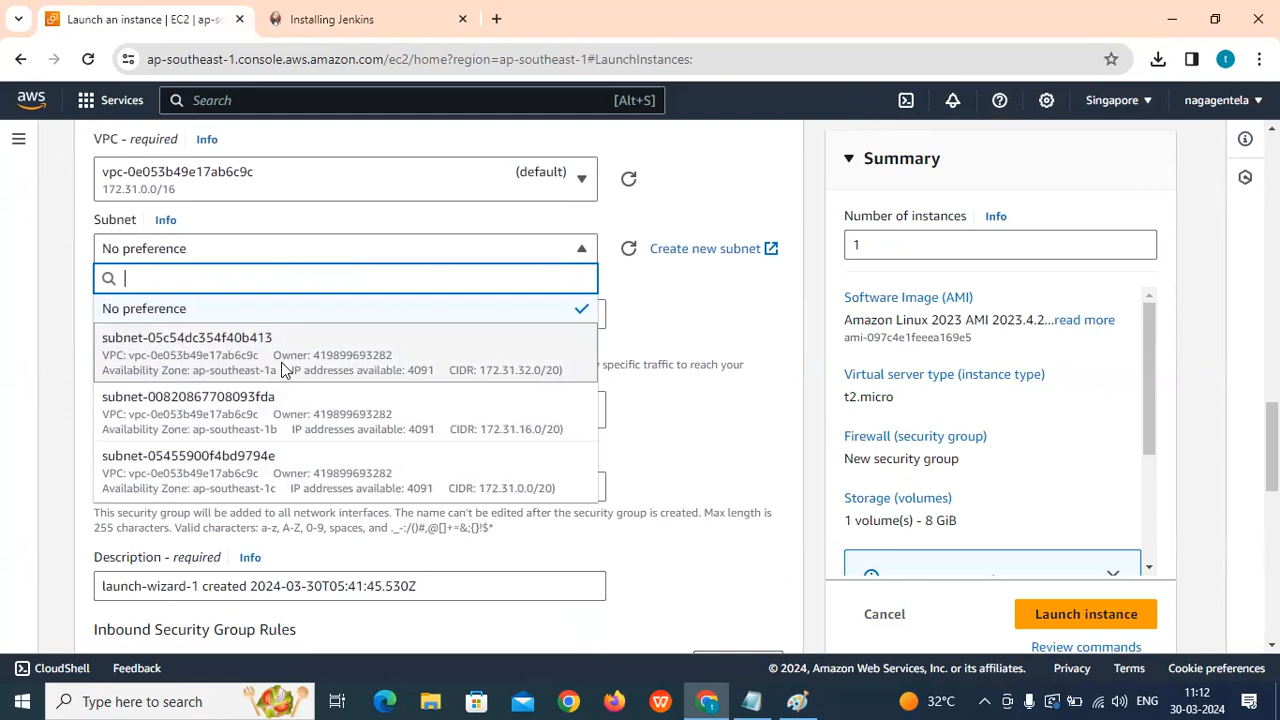 Launch an instance | EC2 | ap-s
Installing Jenkins
ap-southeast-1.console.aws.amazon.com/ec2/home?region=ap-southeast-1#LaunchInstances:
t
aws
Services
Search
[Alt+S]
Singapore
nagagentela
VPC - required
Info
vpc-0e053b49e17ab6c9c
(default)
172.31.0.0/16
Subnet
Info
No preference
Create new subnet
No preference
subnet-05c54dc354f40b413
VPC: vpc-0e053b49e17ab6c9c Owner: 419899693282
Availability Zone: ap-southeast-1a IP addresses available: 4091 CIDR: 172.31.32.0/20)
y specific traffic to reach your
subnet-00820867708093fda
VPC: vpc-0e053b49e17ab6c9c Owner: 419899693282
Availability Zone: ap-southeast-1b IP addresses available: 4091 CIDR: 172.31.16.0/20)
subnet-05455900f4bd9794e
VPC: vpc-0e053b49e17ab6c9c Owner: 419899693282
Availability Zone: ap-southeast-1c IP addresses available: 4091 CIDR: 172.31.0.0/20)
This security group will be added to all network interfaces. The name can't be edited after the security group is created. Max length is
255 characters. Valid characters: a-z, A-Z, 0-9, spaces, and ._-:/()#,@[]+=&;{}!$*
Description - required
Info
launch-wizard-1 created 2024-03-30T05:41:45.530Z
Inbound Security Group Rules
Summary
Number of instances
Info
1
Software Image (AMI)
Amazon Linux 2023 AMI 2023.4.2...read more
ami-097c4e1feeea169e5
Virtual server type (instance type)
t2.micro
Firewall (security group)
New security group
Storage (volumes)
1 volume(s) - 8 GiB
Cancel
Launch instance
Review commands
CloudShell
Feedback
© 2024, Amazon Web Services, Inc. or its affiliates.
Privacy
Terms
Cookie preferences
Type here to search
32°C
ENG
11:12
30-03-2024